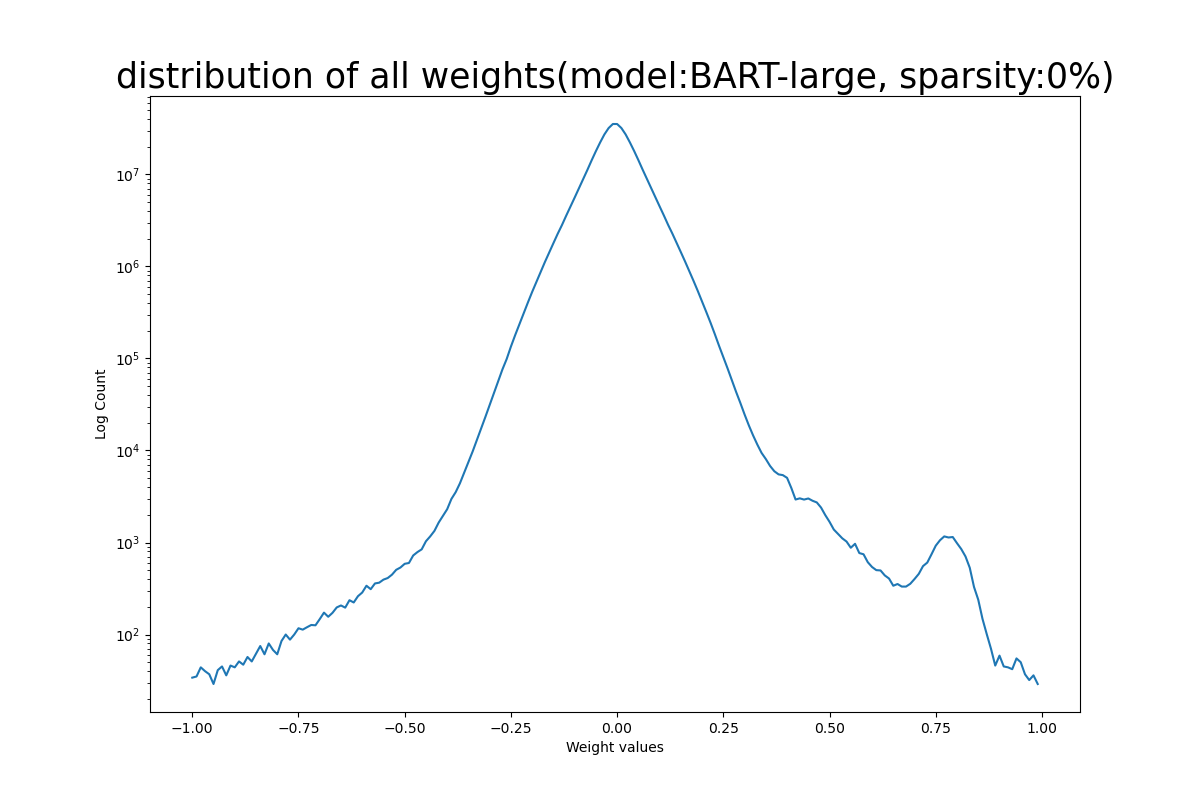 distribution of all weights(model:BART-large, sparsity:0%)
10⁷
10⁶
10⁵
10⁴
10³
10²
Log Count
−1.00 −0.75 −0.50 −0.25 0.00 0.25 0.50 0.75 1.00
Weight values